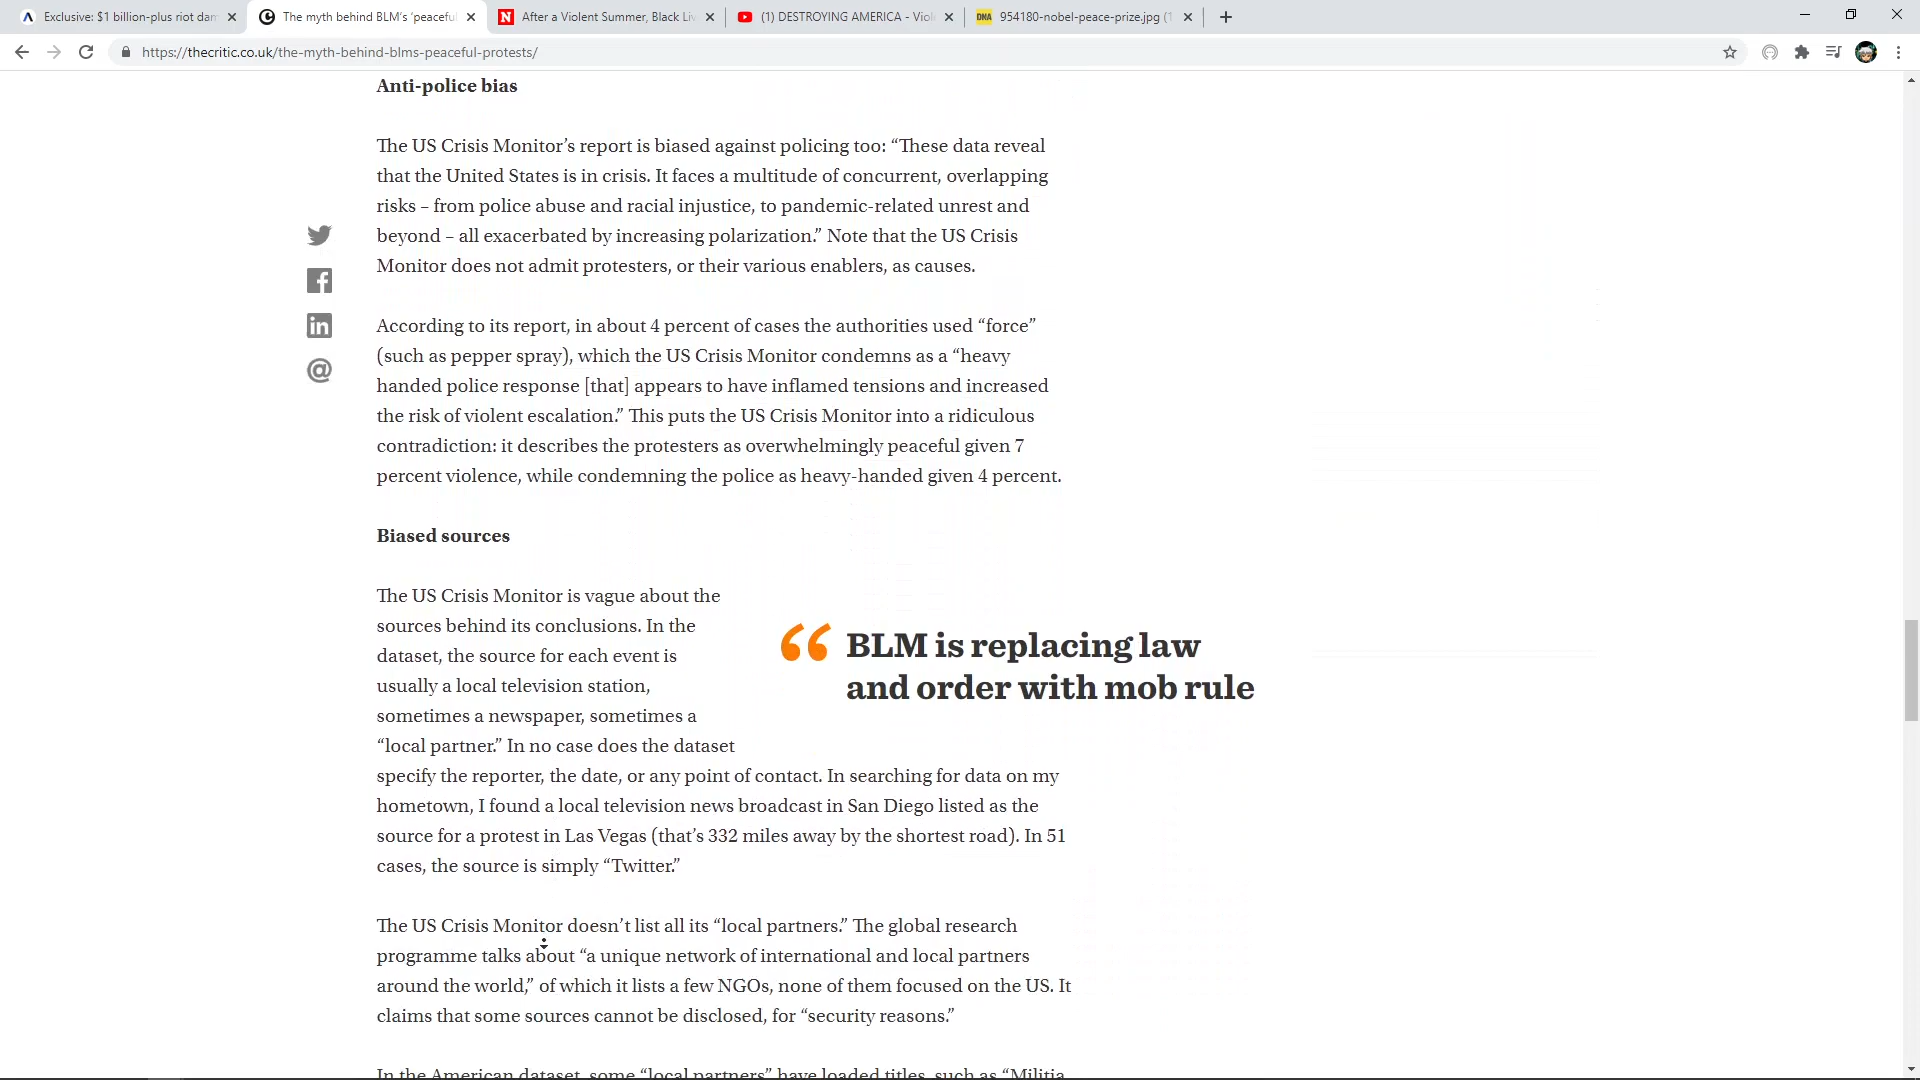 Exclusive: $1 billion-plus riot dam
The myth behind BLM's 'peaceful
After a Violent Summer, Black Liv
(1) DESTROYING AMERICA - Viol
954180-nobel-peace-prize.jpg (1
https://thecritic.co.uk/the-myth-behind-blms-peaceful-protests/
Anti-police bias
The US Crisis Monitor's report is biased against policing too: “These data reveal
that the United States is in crisis. It faces a multitude of concurrent, overlapping
risks – from police abuse and racial injustice, to pandemic-related unrest and
beyond – all exacerbated by increasing polarization.” Note that the US Crisis
Monitor does not admit protesters, or their various enablers, as causes.
According to its report, in about 4 percent of cases the authorities used “force”
(such as pepper spray), which the US Crisis Monitor condemns as a “heavy
handed police response [that] appears to have inflamed tensions and increased
the risk of violent escalation.” This puts the US Crisis Monitor into a ridiculous
contradiction: it describes the protesters as overwhelmingly peaceful given 7
percent violence, while condemning the police as heavy-handed given 4 percent.
Biased sources
The US Crisis Monitor is vague about the
sources behind its conclusions. In the
dataset, the source for each event is
usually a local television station,
sometimes a newspaper, sometimes a
“local partner.” In no case does the dataset
specify the reporter, the date, or any point of contact. In searching for data on my
hometown, I found a local television news broadcast in San Diego listed as the
source for a protest in Las Vegas (that's 332 miles away by the shortest road). In 51
cases, the source is simply “Twitter.”
“ BLM is replacing law
and order with mob rule
The US Crisis Monitor doesn't list all its “local partners.” The global research
programme talks about “a unique network of international and local partners
around the world,” of which it lists a few NGOs, none of them focused on the US. It
claims that some sources cannot be disclosed, for “security reasons.”
In the American dataset, some “local partners” have loaded titles, such as “Militia